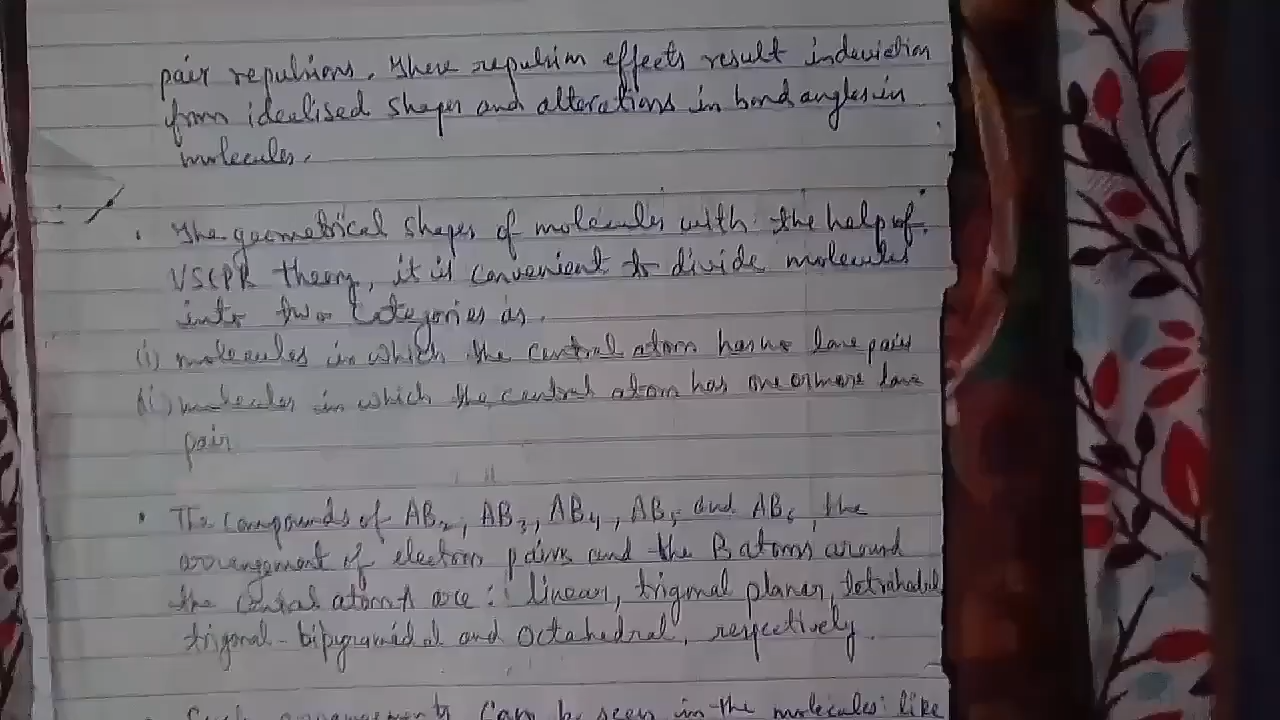 pair repulsions. These repulsion effects result in deviation
from idealised shapes and alterations in bond angles in
molecules.
The geometrical shapes of molecules with the help of
VSEPR theory, it is convenient to divide molecules
into two categories as.
(i) molecules in which the central atom has no lone pair
(ii) molecules in which the central atom has one or more lone
pair
The compounds of AB₂, AB₃, AB₄, AB₅ and AB₆, the
arrangement of electron pairs and the B atoms around
the central atom A are : linear, trigonal planar, tetrahedral
trigonal-bipyramidal and octahedral, respectively.
Such arrangements can be seen in the molecules like